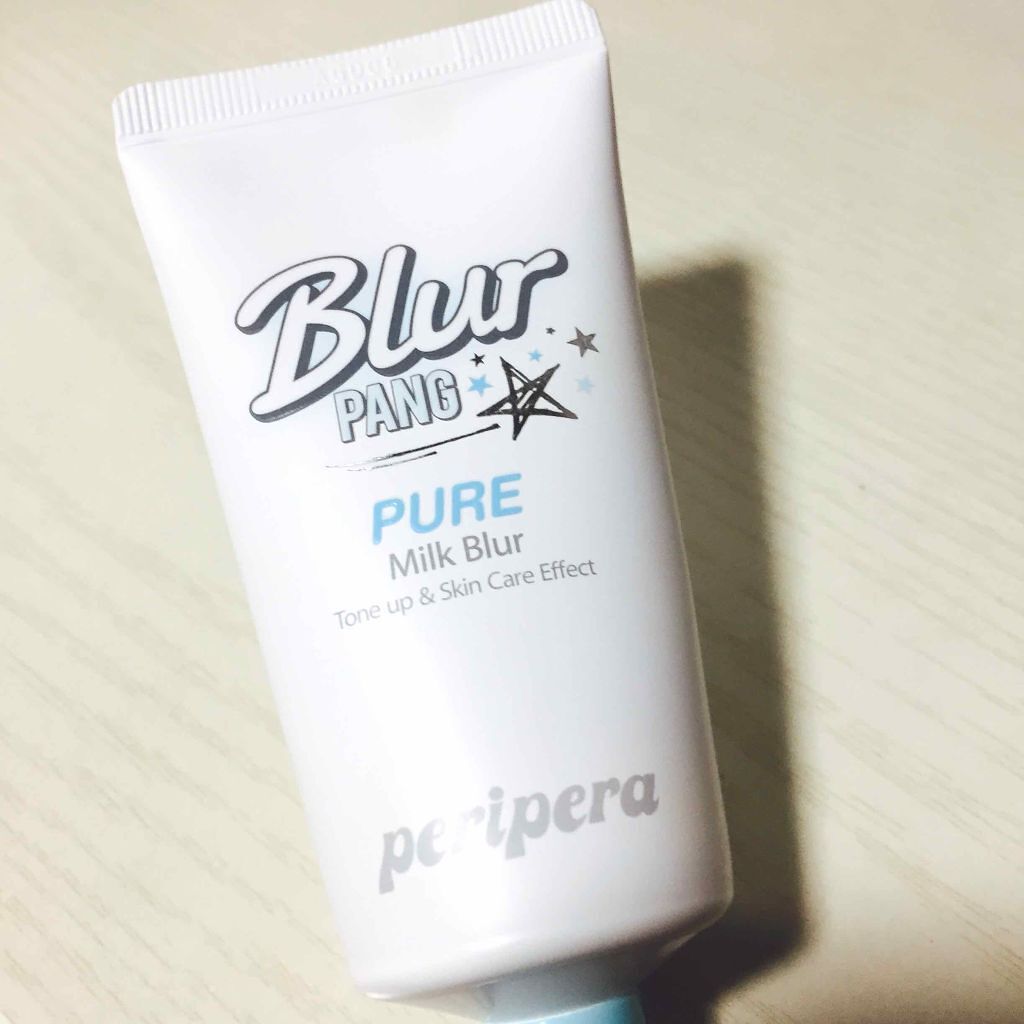 Blur
PANG
PURE
Milk Blur
Tone up & Skin Care Effect
peripera